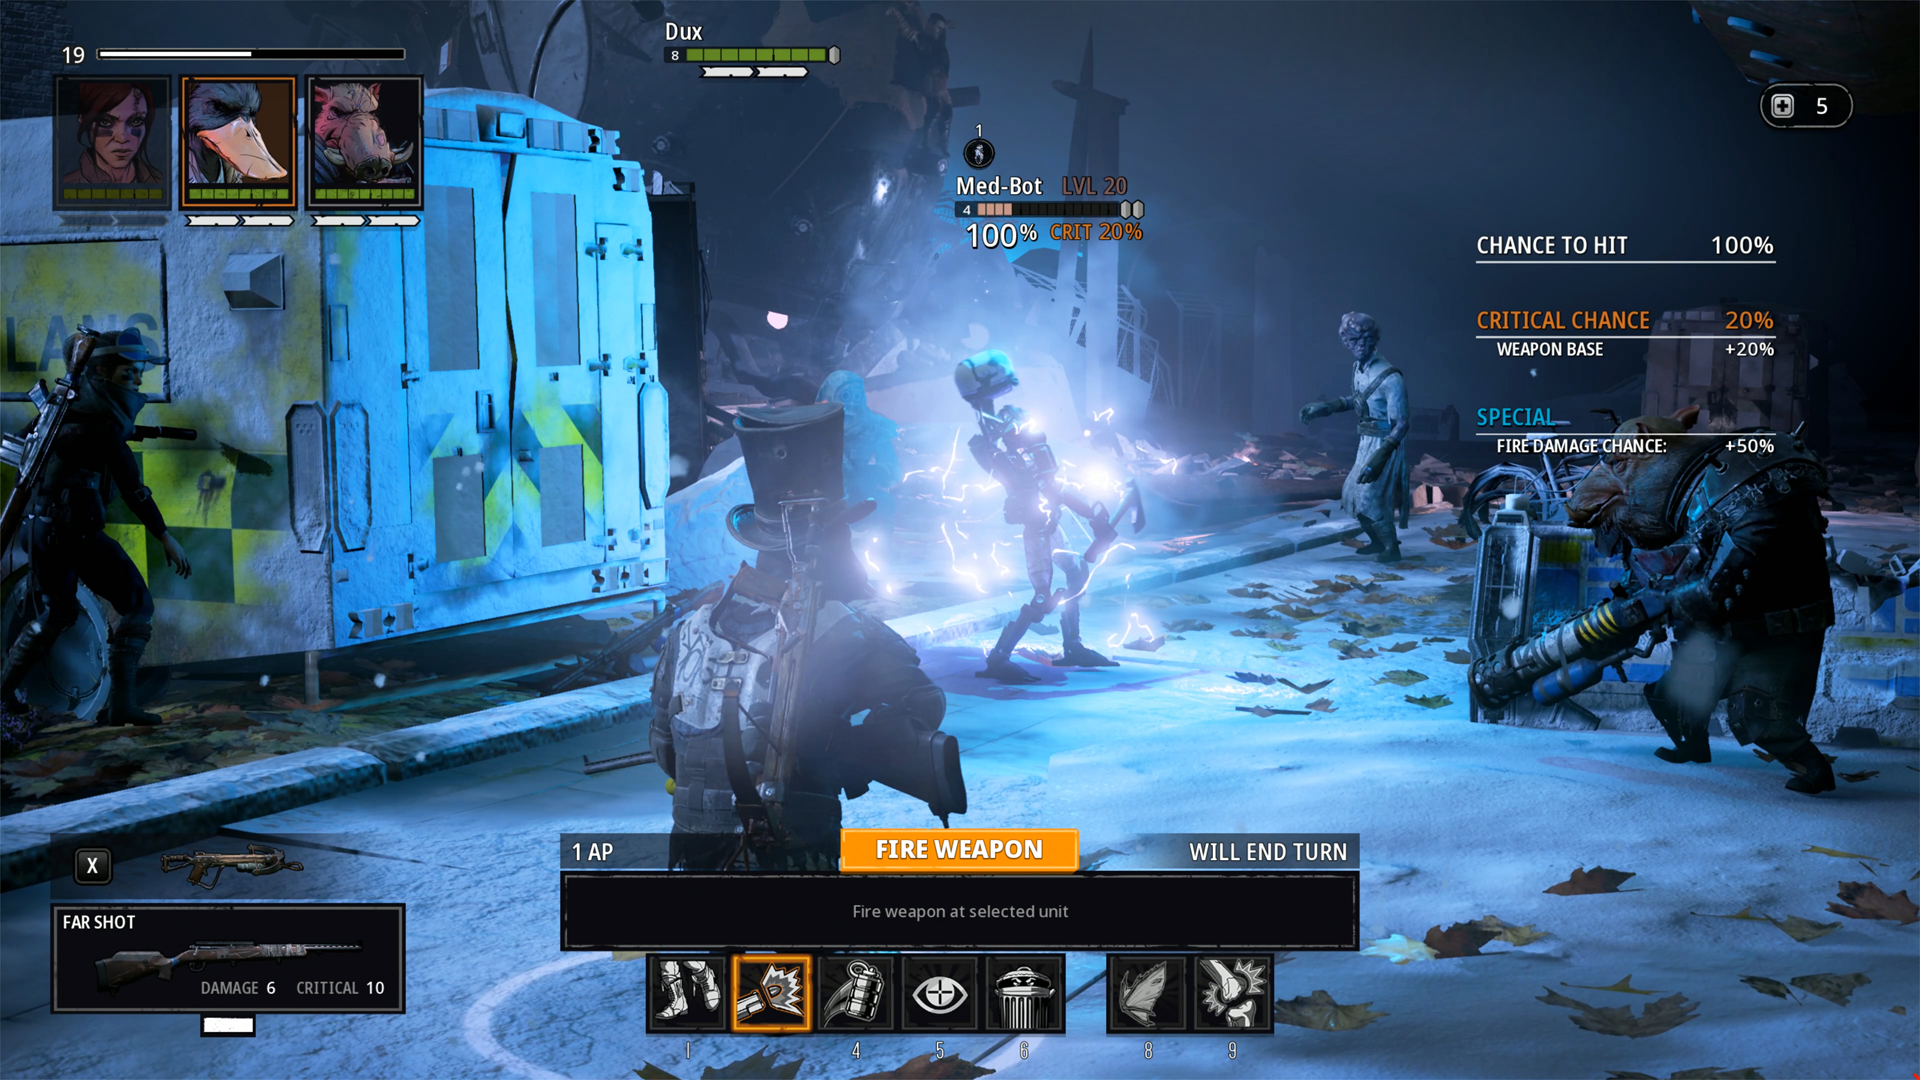 Dux
19
8
5
1
Med-Bot LVL 20
4
100% CRIT 20%
CHANCE TO HIT 100%
CRITICAL CHANCE 20%
WEAPON BASE +20%
SPECIAL
FIRE DAMAGE CHANCE: +50%
LANS
1 AP
FIRE WEAPON
WILL END TURN
Fire weapon at selected unit
X
FAR SHOT
DAMAGE 6 CRITICAL 10
1 4 5 6 8 9